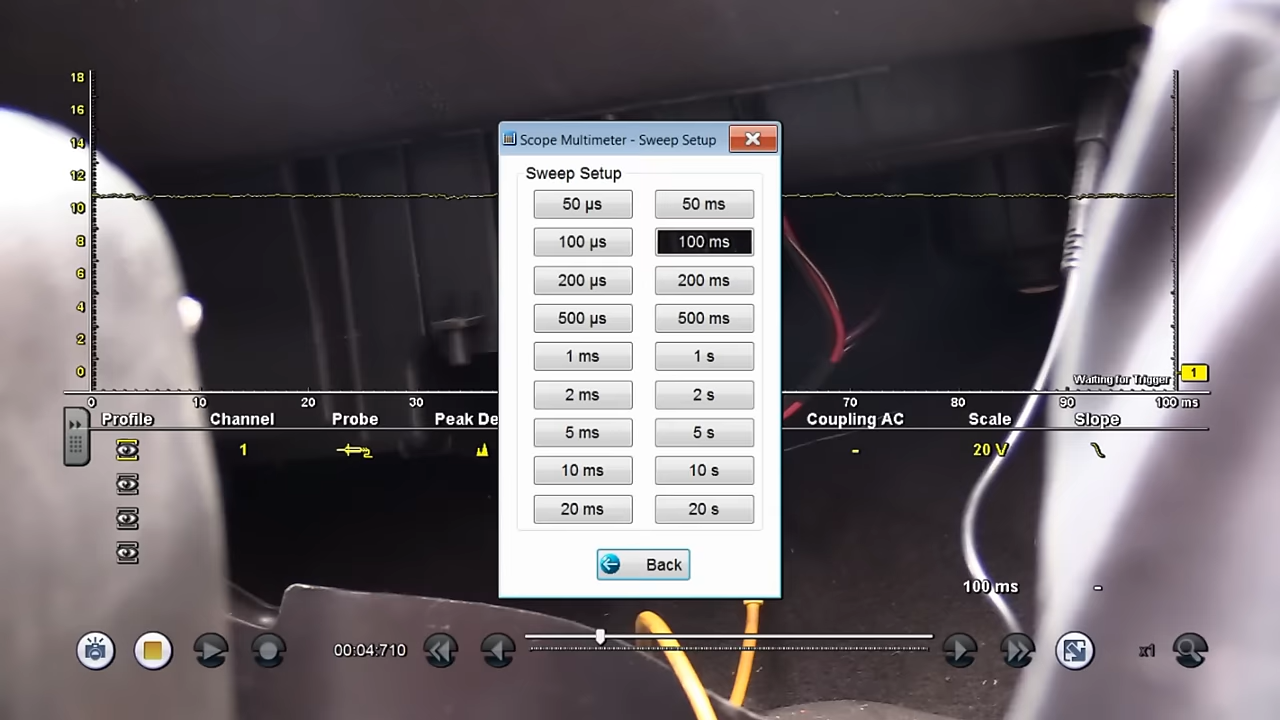 18
16
14
12
10
8
6
4
2
0
Scope Multimeter - Sweep Setup
Sweep Setup
50 µs 50 ms
100 µs 100 ms
200 µs 200 ms
500 µs 500 ms
1 ms 1 s
2 ms 2 s
5 ms 5 s
10 ms 10 s
20 ms 20 s
Back
Waiting for Trigger 1
0 10 20 30 70 80 90 100 ms
Profile Channel Probe Peak De Coupling AC Scale Slope
1 2 - 20 V
100 ms -
00:04:710 x1